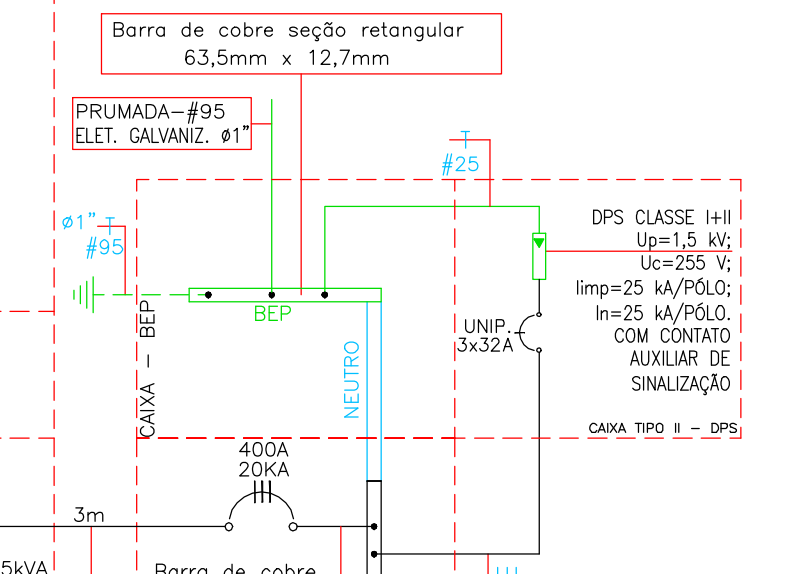 Barra de cobre seção retangular
63,5mm x 12,7mm
PRUMADA-#95
ELET. GALVANIZ. Ø1"
T
#25
Ø1" T
#95
DPS CLASSE I+II
Up=1,5 kV;
Uc=255 V;
Iimp=25 kA/PÓLO;
In=25 kA/PÓLO.
COM CONTATO
AUXILIAR DE
SINALIZAÇÃO
BEP
UNIP.
3x32A
CAIXA - BEP
NEUTRO
CAIXA TIPO II - DPS
400A
20KA
3m
5kVA
Barra de cobre